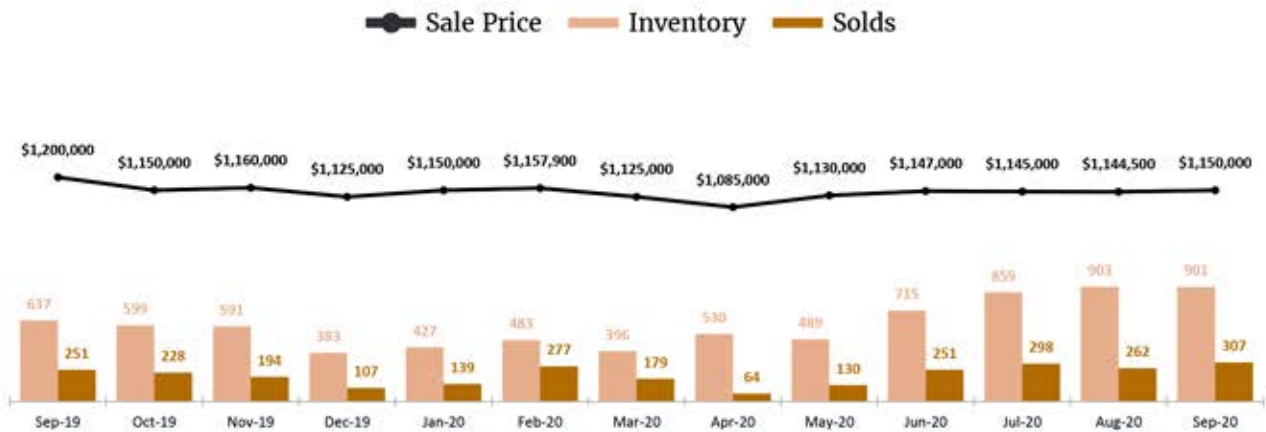 Sale Price Inventory Solds
$1,200,000 $1,150,000 $1,160,000 $1,125,000 $1,150,000 $1,157,900 $1,125,000 $1,085,000 $1,130,000 $1,147,000 $1,145,000 $1,144,500 $1,150,000
637 599 591 383 427 483 396 530 489 715 859 903 901
251 228 194 107 139 277 179 64 130 251 298 262 307
Sep-19 Oct-19 Nov-19 Dec-19 Jan-20 Feb-20 Mar-20 Apr-20 May-20 Jun-20 Jul-20 Aug-20 Sep-20